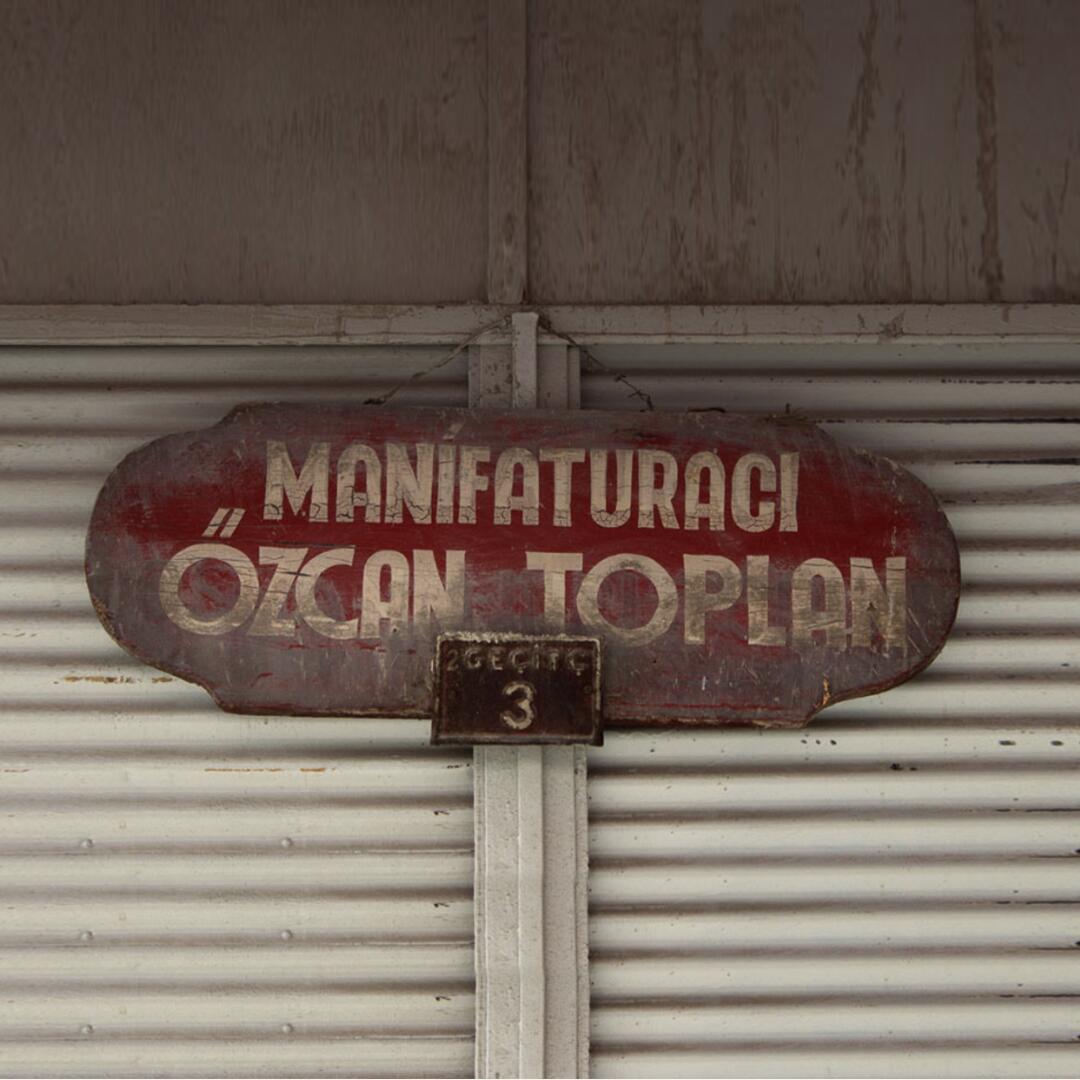 MANİFATURACI
ÖZCAN TOPLAN
2 GEÇİT Ç
3